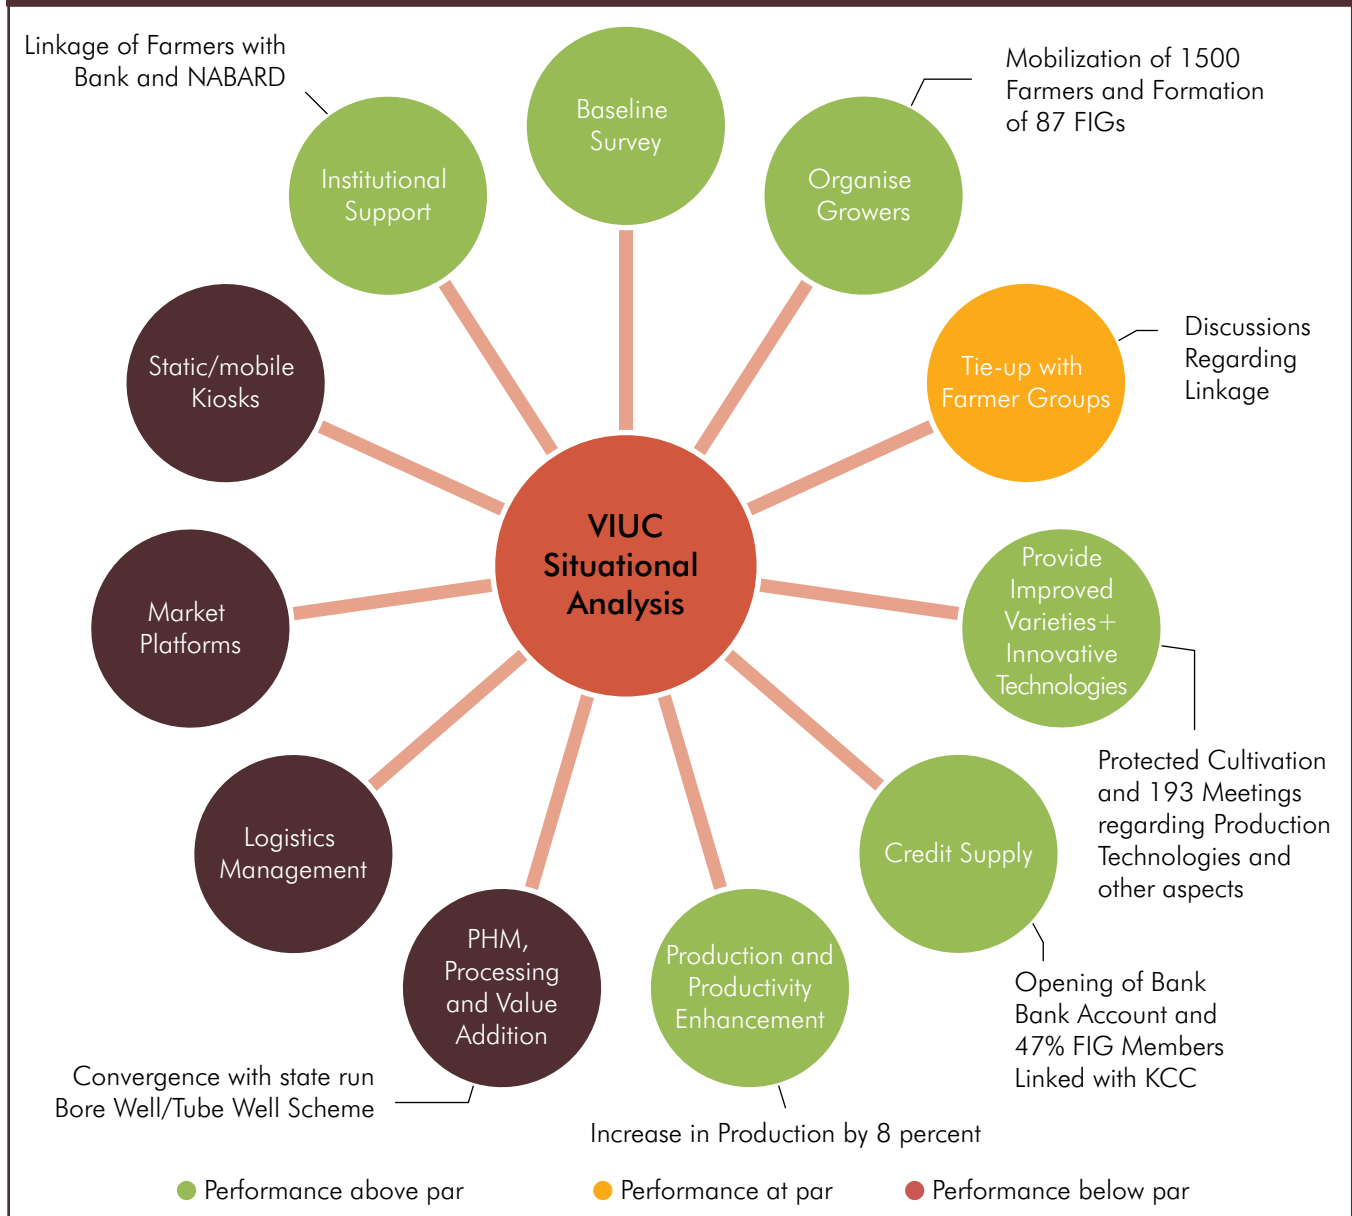 Linkage of Farmers with
Bank and NABARD
Baseline
Survey
Mobilization of 1500
Farmers and Formation
of 87 FIGs
Institutional
Support
Organise
Growers
Static/mobile
Kiosks
Tie-up with
Farmer Groups
Discussions
Regarding
Linkage
VIUC
Situational
Analysis
Market
Platforms
Provide
Improved
Varieties+
Innovative
Technologies
Protected Cultivation
and 193 Meetings
regarding Production
Technologies and
other aspects
Logistics
Management
Credit Supply
Opening of Bank
Bank Account and
47% FIG Members
Linked with KCC
PHM,
Processing
and Value
Addition
Production and
Productivity
Enhancement
Convergence with state run
Bore Well/Tube Well Scheme
Increase in Production by 8 percent
Performance above par
Performance at par
Performance below par